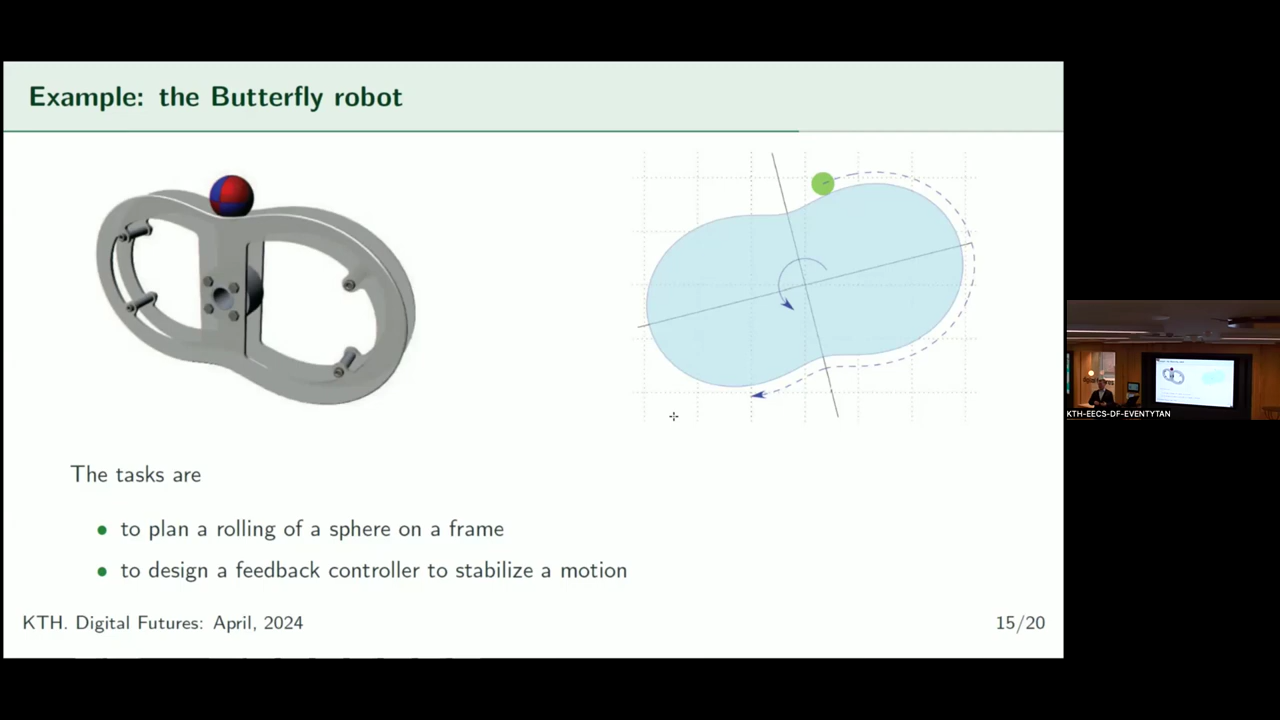 Example: the Butterfly robot
The tasks are
• to plan a rolling of a sphere on a frame
• to design a feedback controller to stabilize a motion
KTH. Digital Futures: April, 2024
15/20
KTH-EECS-DF-EVENTYTAN